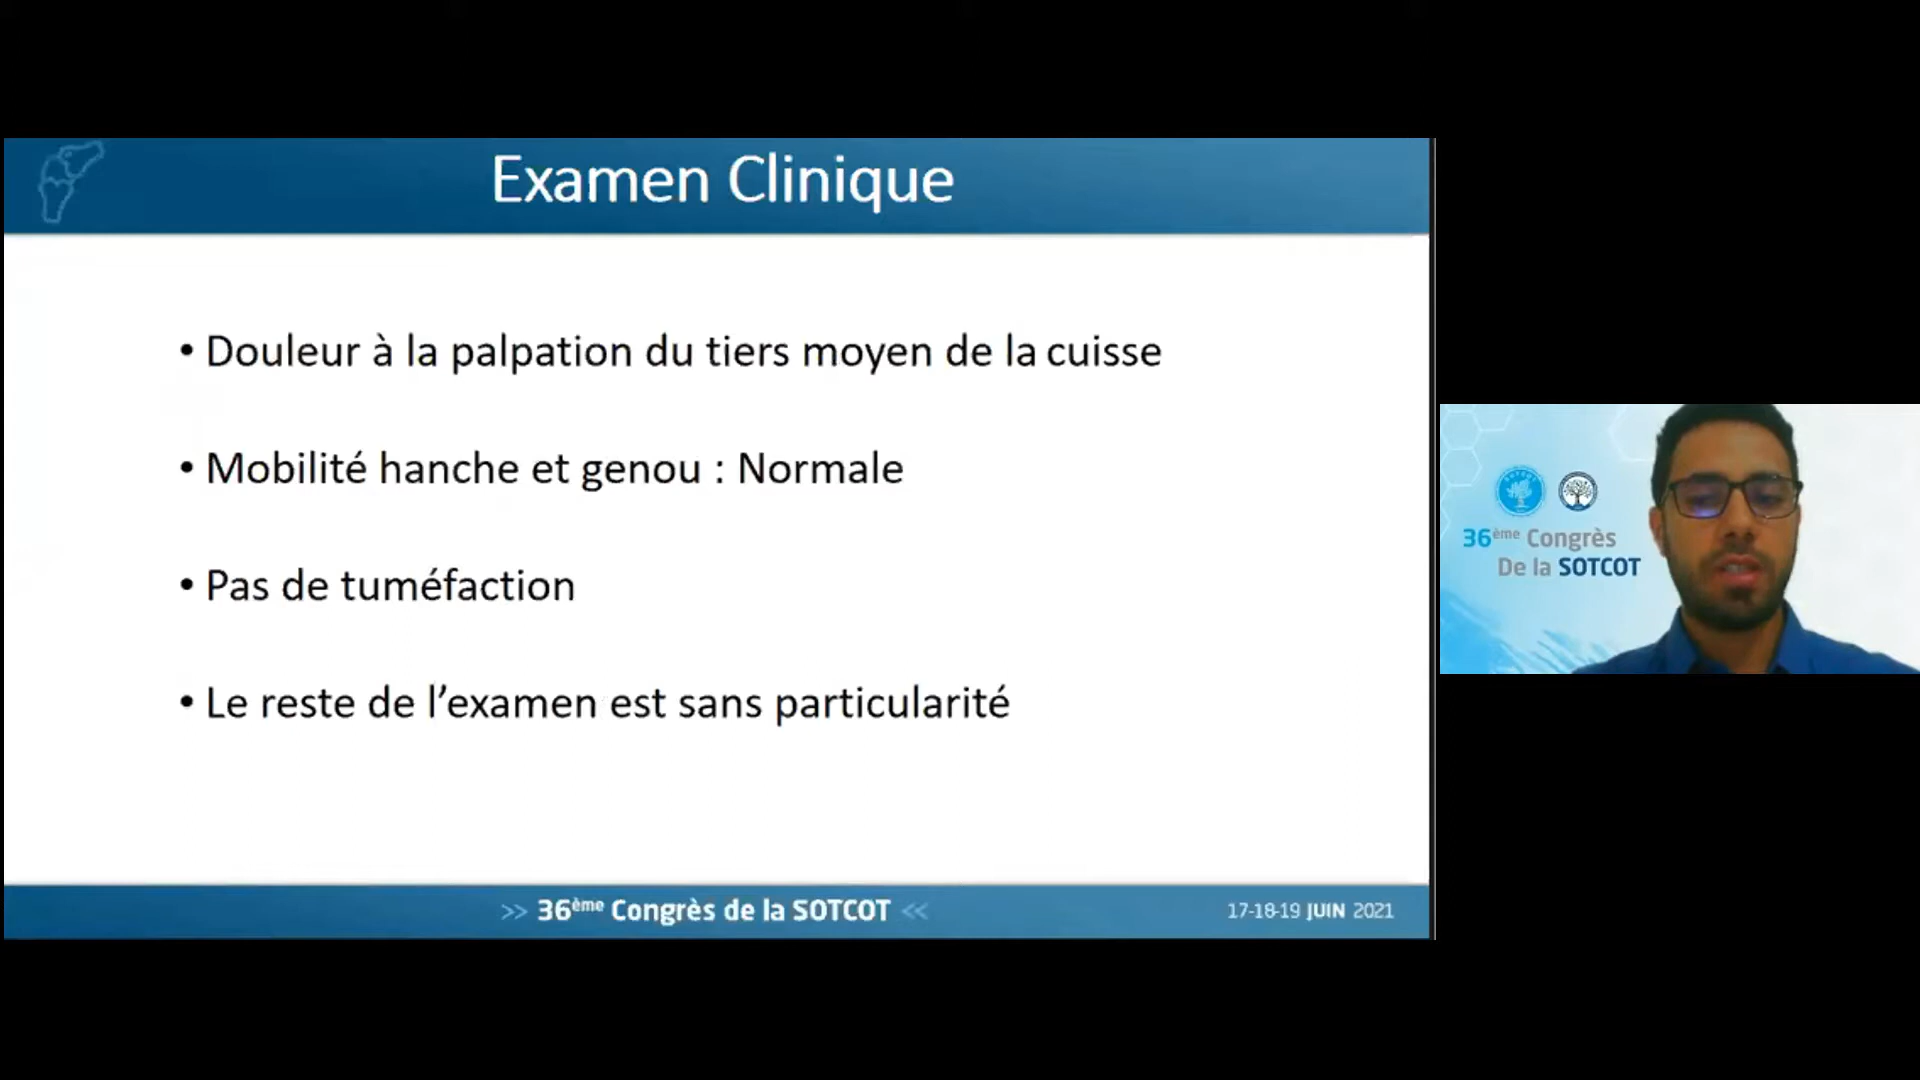 Examen Clinique
• Douleur à la palpation du tiers moyen de la cuisse
• Mobilité hanche et genou : Normale
• Pas de tuméfaction
• Le reste de l’examen est sans particularité
>> 36ème Congrès de la SOTCOT <<
17-18-19 JUIN 2021
36ème Congrès
De la SOTCOT